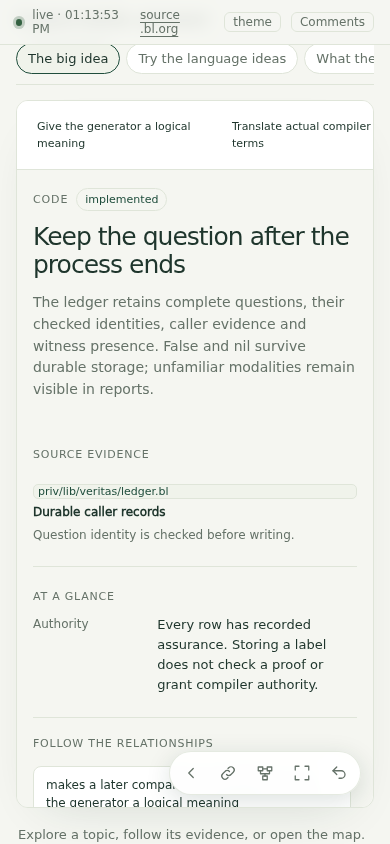 live · 01:13:53 PM
source .bl.org
theme
Comments
The big idea
Try the language ideas
What the
Give the generator a logical meaning
Translate actual compiler terms
CODE
implemented
Keep the question after the
process ends
The ledger retains complete questions, their
checked identities, caller evidence and
witness presence. False and nil survive
durable storage; unfamiliar modalities remain
visible in reports.
SOURCE EVIDENCE
priv/lib/veritas/ledger.bl
Durable caller records
Question identity is checked before writing.
AT A GLANCE
Authority
Every row has recorded
assurance. Storing a label
does not check a proof or
grant compiler authority.
FOLLOW THE RELATIONSHIPS
makes a later
the generator a logical meaning
Explore a topic, follow its evidence, or open the map.